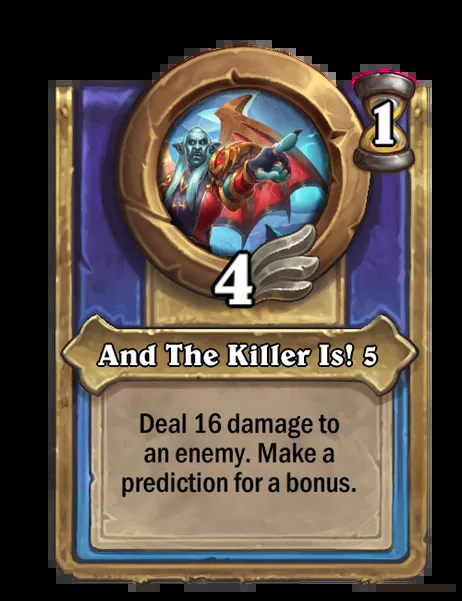 1
4
And The Killer Is! 5
Deal 16 damage to
an enemy. Make a
prediction for a bonus.